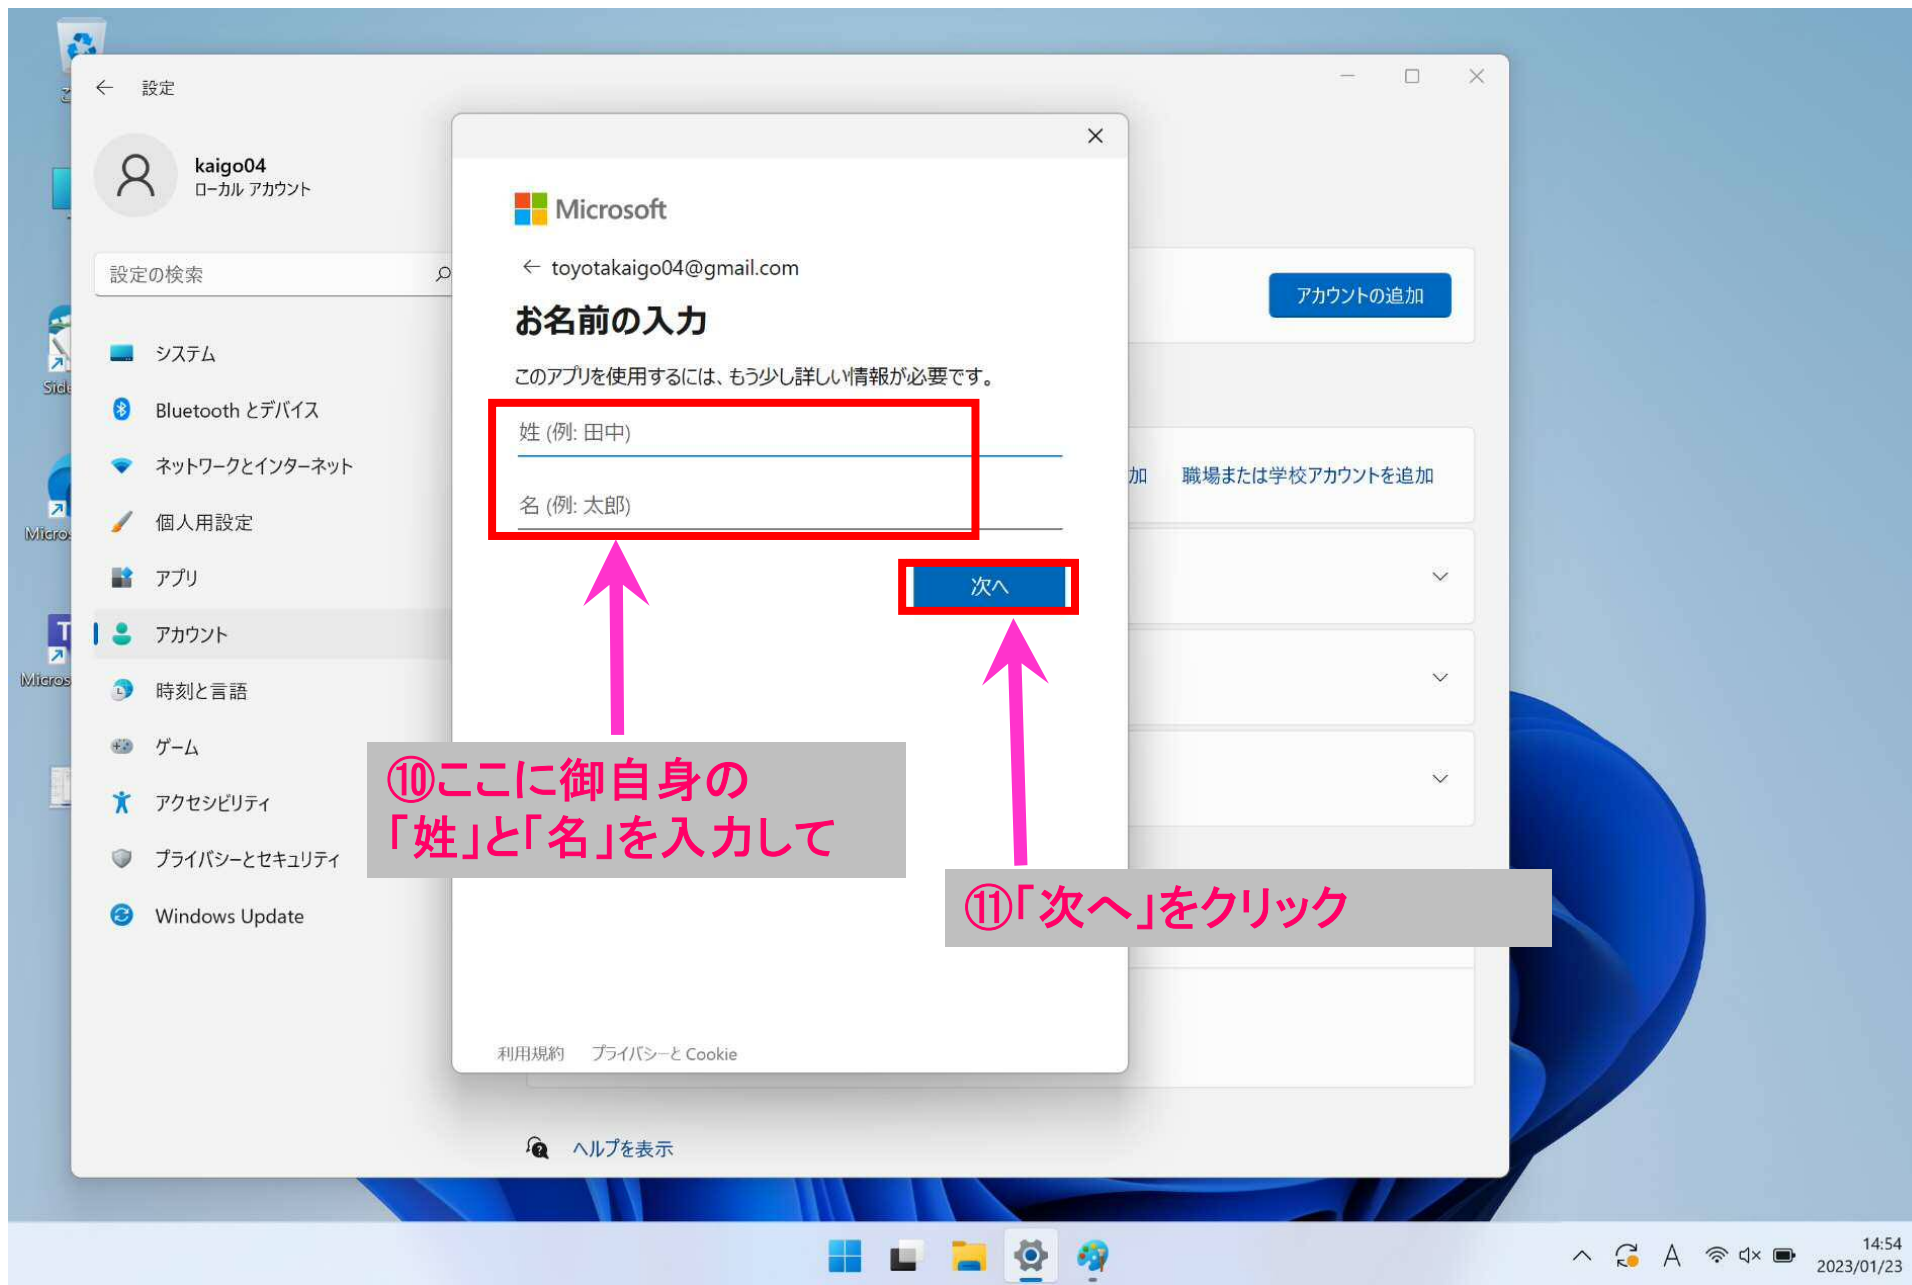 設定
kaigo04
ローカル アカウント
設定の検索
システム
Bluetooth とデバイス
ネットワークとインターネット
個人用設定
アプリ
アカウント
時刻と言語
ゲーム
アクセシビリティ
プライバシーとセキュリティ
Windows Update
Microsoft
← toyotakaigo04@gmail.com
お名前の入力
このアプリを使用するには、もう少し詳しい情報が必要です。
姓 (例: 田中)
名 (例: 太郎)
次へ
⑩ここに御自身の
「姓」と「名」を入力して
⑪「次へ」をクリック
利用規約 プライバシーと Cookie
アカウントの追加
加 職場または学校アカウントを追加
ヘルプを表示
Side
Micros
Micros
A
14:54
2023/01/23